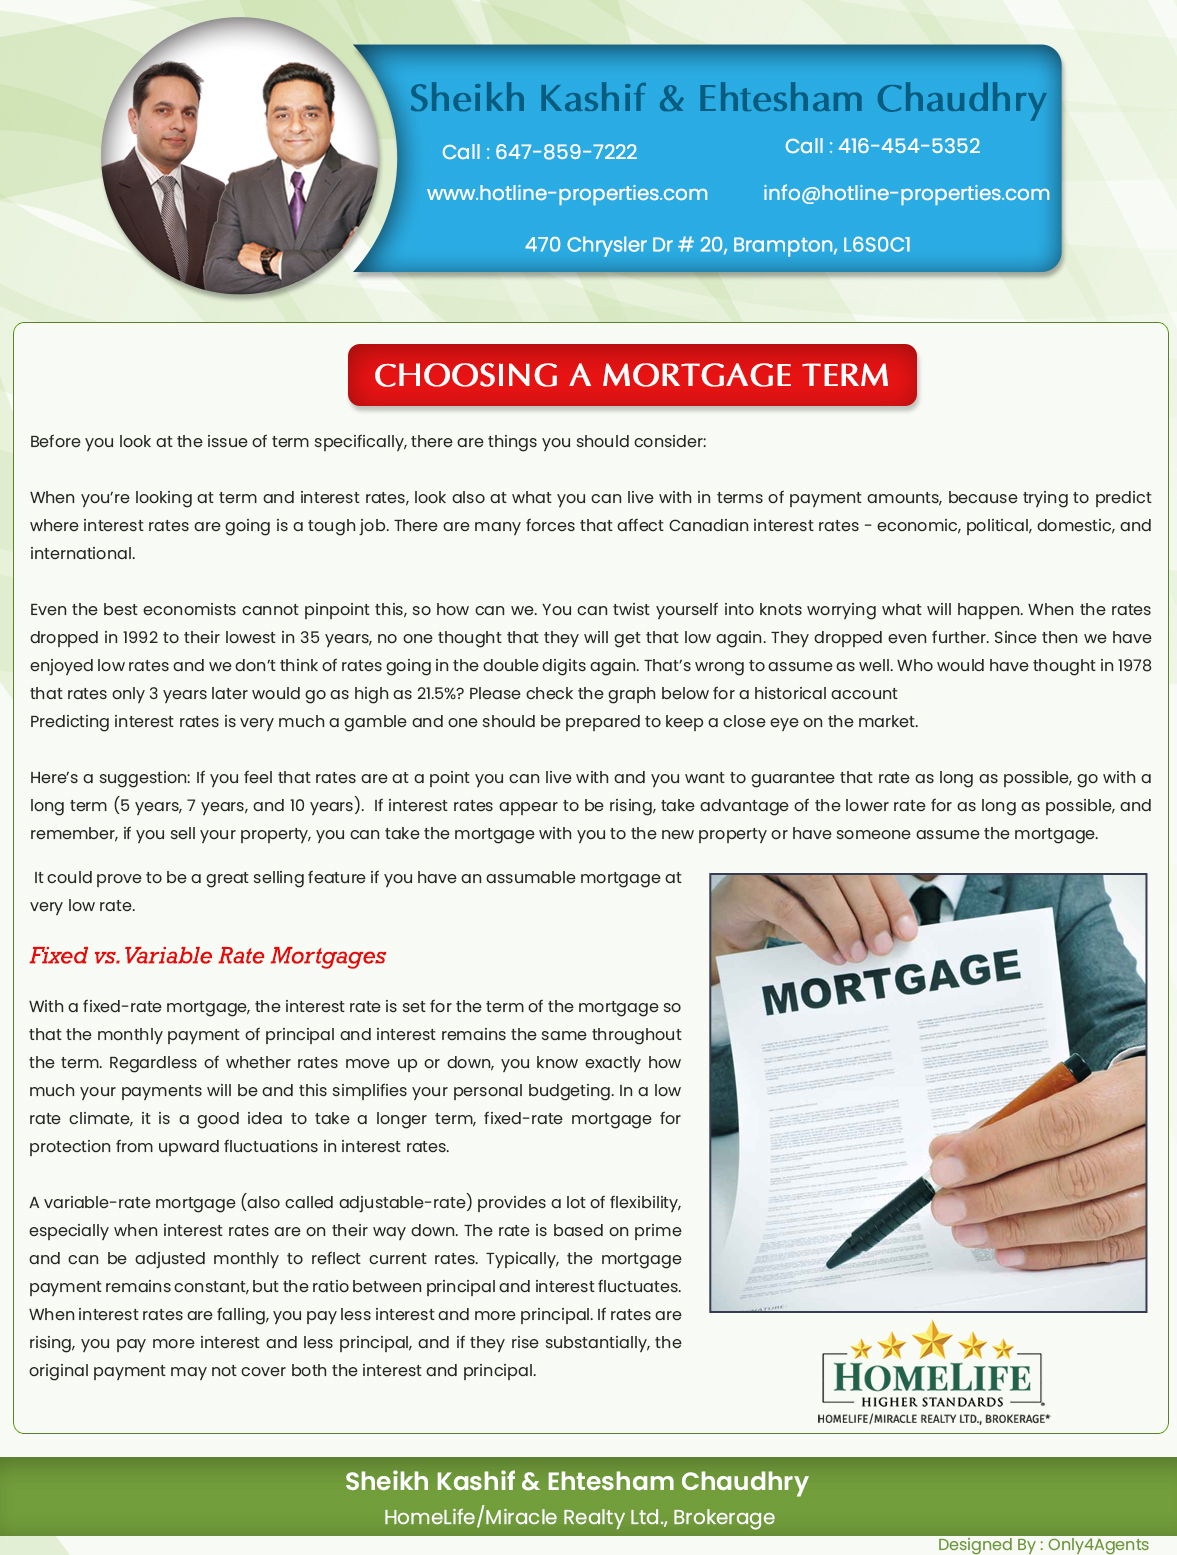 Sheikh Kashif & Ehtesham Chaudhry
Call : 647-859-7222
Call : 416-454-5352
www.hotline-properties.com
info@hotline-properties.com
470 Chrysler Dr # 20, Brampton, L6S0C1
CHOOSING A MORTGAGE TERM
Before you look at the issue of term specifically, there are things you should consider:
When you're looking at term and interest rates, look also at what you can live with in terms of payment amounts, because trying to predict
where interest rates are going is a tough job. There are many forces that affect Canadian interest rates - economic, political, domestic, and
international.
Even the best economists cannot pinpoint this, so how can we. You can twist yourself into knots worrying what will happen. When the rates
dropped in 1992 to their lowest in 35 years, no one thought that they will get that low again. They dropped even further. Since then we have
enjoyed low rates and we don't think of rates going in the double digits again. That's wrong to assume as well. Who would have thought in 1978
that rates only 3 years later would go as high as 21.5%? Please check the graph below for a historical account
Predicting interest rates is very much a gamble and one should be prepared to keep a close eye on the market.
Here's a suggestion: If you feel that rates are at a point you can live with and you want to guarantee that rate as long as possible, go with a
long term (5 years, 7 years, and 10 years). If interest rates appear to be rising, take advantage of the lower rate for as long as possible, and
remember, if you sell your property, you can take the mortgage with you to the new property or have someone assume the mortgage.
It could prove to be a great selling feature if you have an assumable mortgage at
very low rate.
Fixed vs. Variable Rate Mortgages
With a fixed-rate mortgage, the interest rate is set for the term of the mortgage so
that the monthly payment of principal and interest remains the same throughout
the term. Regardless of whether rates move up or down, you know exactly how
much your payments will be and this simplifies your personal budgeting. In a low
rate climate, it is a good idea to take a longer term, fixed-rate mortgage for
protection from upward fluctuations in interest rates.
A variable-rate mortgage (also called adjustable-rate) provides a lot of flexibility,
especially when interest rates are on their way down. The rate is based on prime
and can be adjusted monthly to reflect current rates. Typically, the mortgage
payment remains constant, but the ratio between principal and interest fluctuates.
When interest rates are falling, you pay less interest and more principal. If rates are
rising, you pay more interest and less principal, and if they rise substantially, the
original payment may not cover both the interest and principal.
MORTGAGE
HOMELIFE
HIGHER STANDARDS
HOMELIFE/MIRACLE REALTY LTD., BROKERAGE*
Sheikh Kashif & Ehtesham Chaudhry
HomeLife/Miracle Realty Ltd., Brokerage
Designed By : Only4Agents